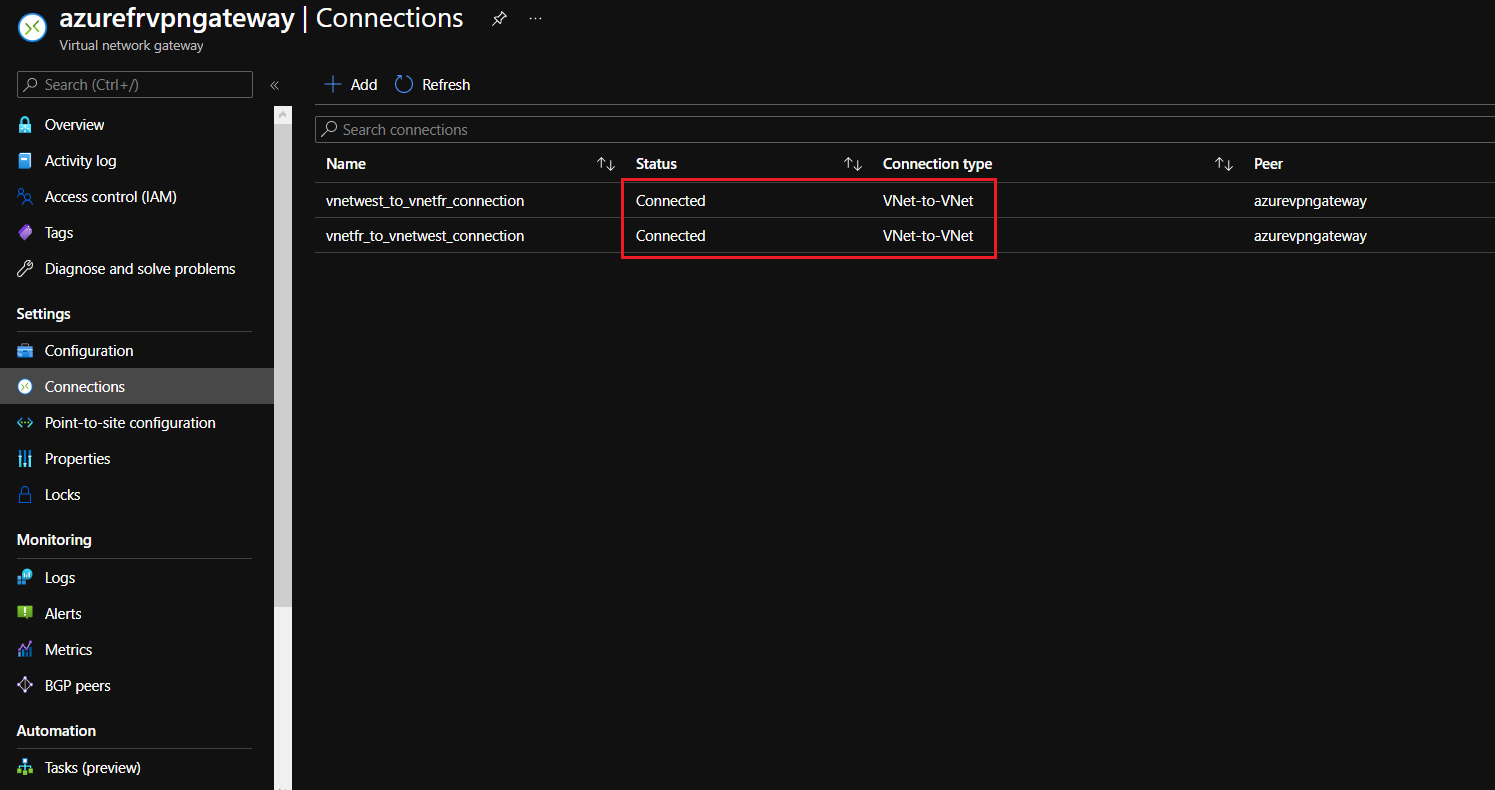 azurefrvpngateway | Connections
Virtual network gateway
Search (Ctrl+/)
Overview
Activity log
Access control (IAM)
Tags
Diagnose and solve problems
Settings
Configuration
Connections
Point-to-site configuration
Properties
Locks
Monitoring
Logs
Alerts
Metrics
BGP peers
Automation
Tasks (preview)
Add Refresh
Search connections
Name Status Connection type Peer
vnetwest_to_vnetfr_connection Connected VNet-to-VNet azurevpngateway
vnetfr_to_vnetwest_connection Connected VNet-to-VNet azurevpngateway